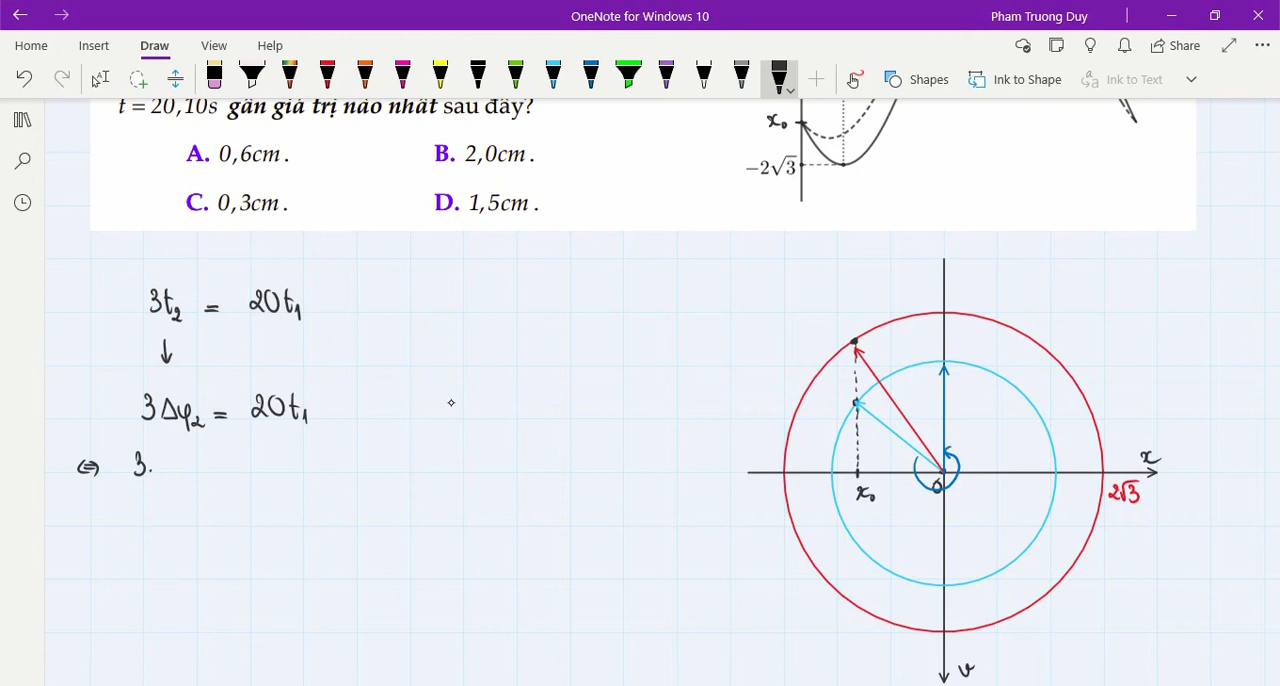 OneNote for Windows 10
Pham Truong Duy
Home Insert Draw View Help
Share
Shapes
Ink to Shape
Ink to Text
t = 20,10s gần giá trị nào nhất sau đây?
A. 0,6cm.
B. 2,0cm.
C. 0,3cm.
D. 1,5cm.
x₀
−2√3
3t₂ = 20t₁
↓
3Δφ₂ = 20t₁
⇔ 3.
x
x₀
O
2√3
v